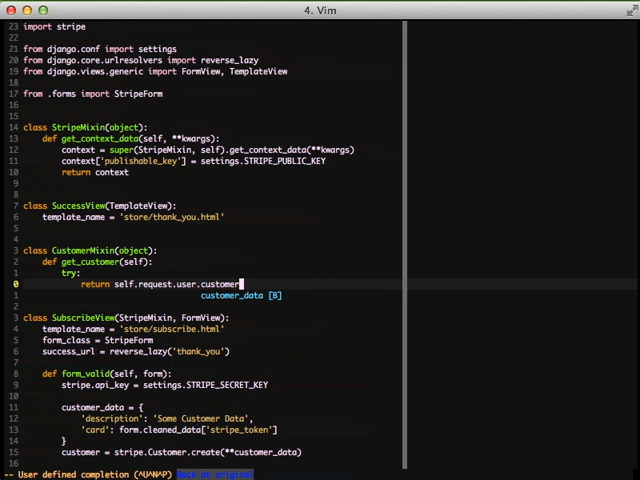 4. Vim
23 import stripe
22
21 from django.conf import settings
20 from django.core.urlresolvers import reverse_lazy
19 from django.views.generic import FormView, TemplateView
18
17 from .forms import StripeForm
16
15
14 class StripeMixin(object):
13 def get_context_data(self, **kwargs):
12 context = super(StripeMixin, self).get_context_data(**kwargs)
11 context['publishable_key'] = settings.STRIPE_PUBLIC_KEY
10 return context
9
8
7 class SuccessView(TemplateView):
6 template_name = 'store/thank_you.html'
5
4
3 class CustomerMixin(object):
2 def get_customer(self):
1 try:
0 return self.request.user.customer
1 customer_data [B]
2
3 class SubscribeView(StripeMixin, FormView):
4 template_name = 'store/subscribe.html'
5 form_class = StripeForm
6 success_url = reverse_lazy('thank_you')
7
8 def form_valid(self, form):
9 stripe.api_key = settings.STRIPE_SECRET_KEY
10
11 customer_data = {
12 'description': 'Some Customer Data',
13 'card': form.cleaned_data['stripe_token']
14 }
15 customer = stripe.Customer.create(**customer_data)
16
-- User defined completion (^U^N^P) Back at original